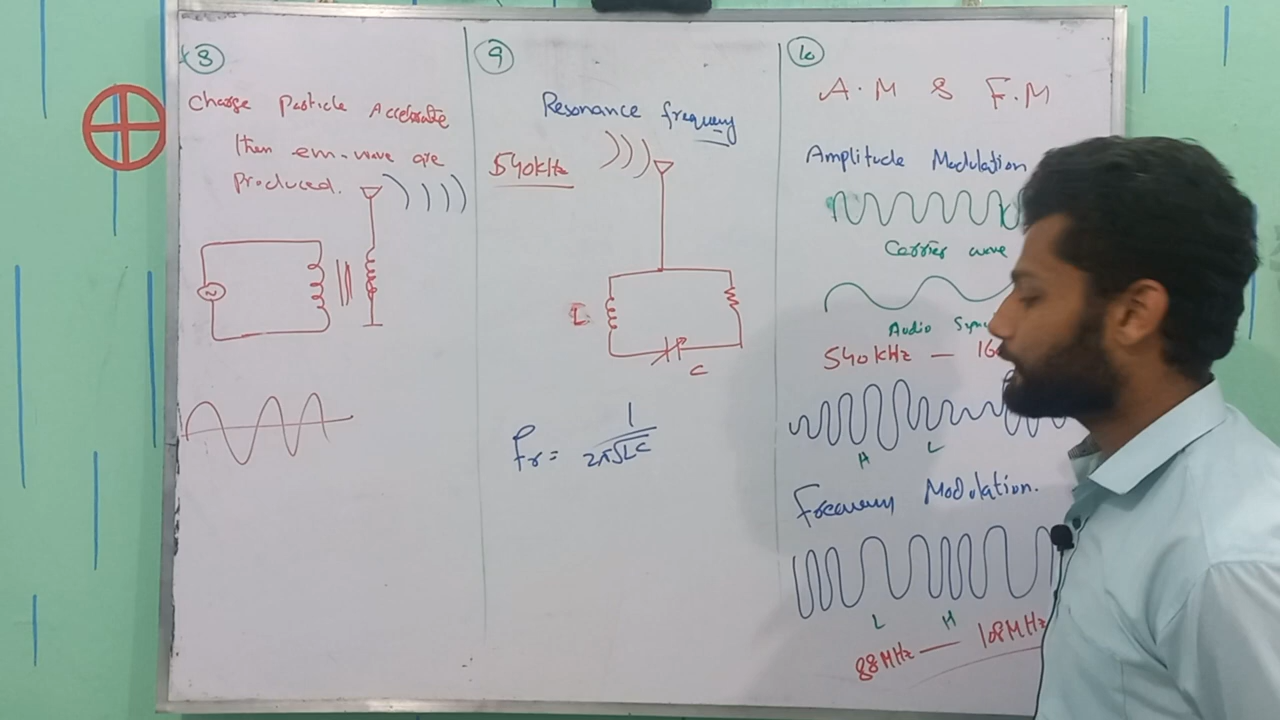 8
Charge Particle Accelerate
then em-wave are
produced.
9
Resonance frequency
540kHz
L
C
fr = 1/2π√LC
10
A.M & F.M
Amplitude Modulation
Carrier wave
Audio
540kHz — 16
H L
Modulation.
L H
88MHz — 108MHz